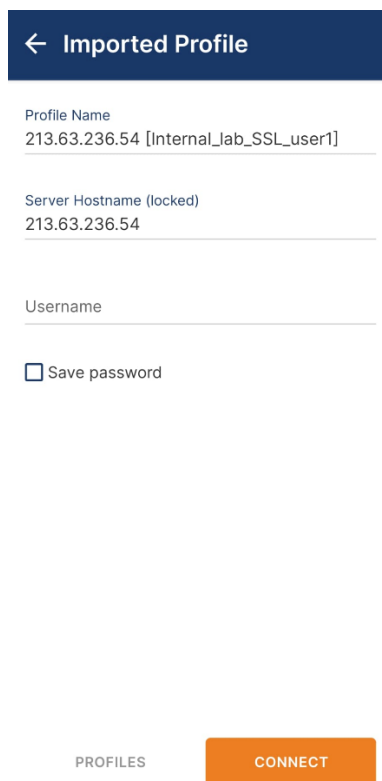 Imported Profile
Profile Name
213.63.236.54 [Internal_lab_SSL_user1]
Server Hostname (locked)
213.63.236.54
Username
Save password
PROFILES CONNECT